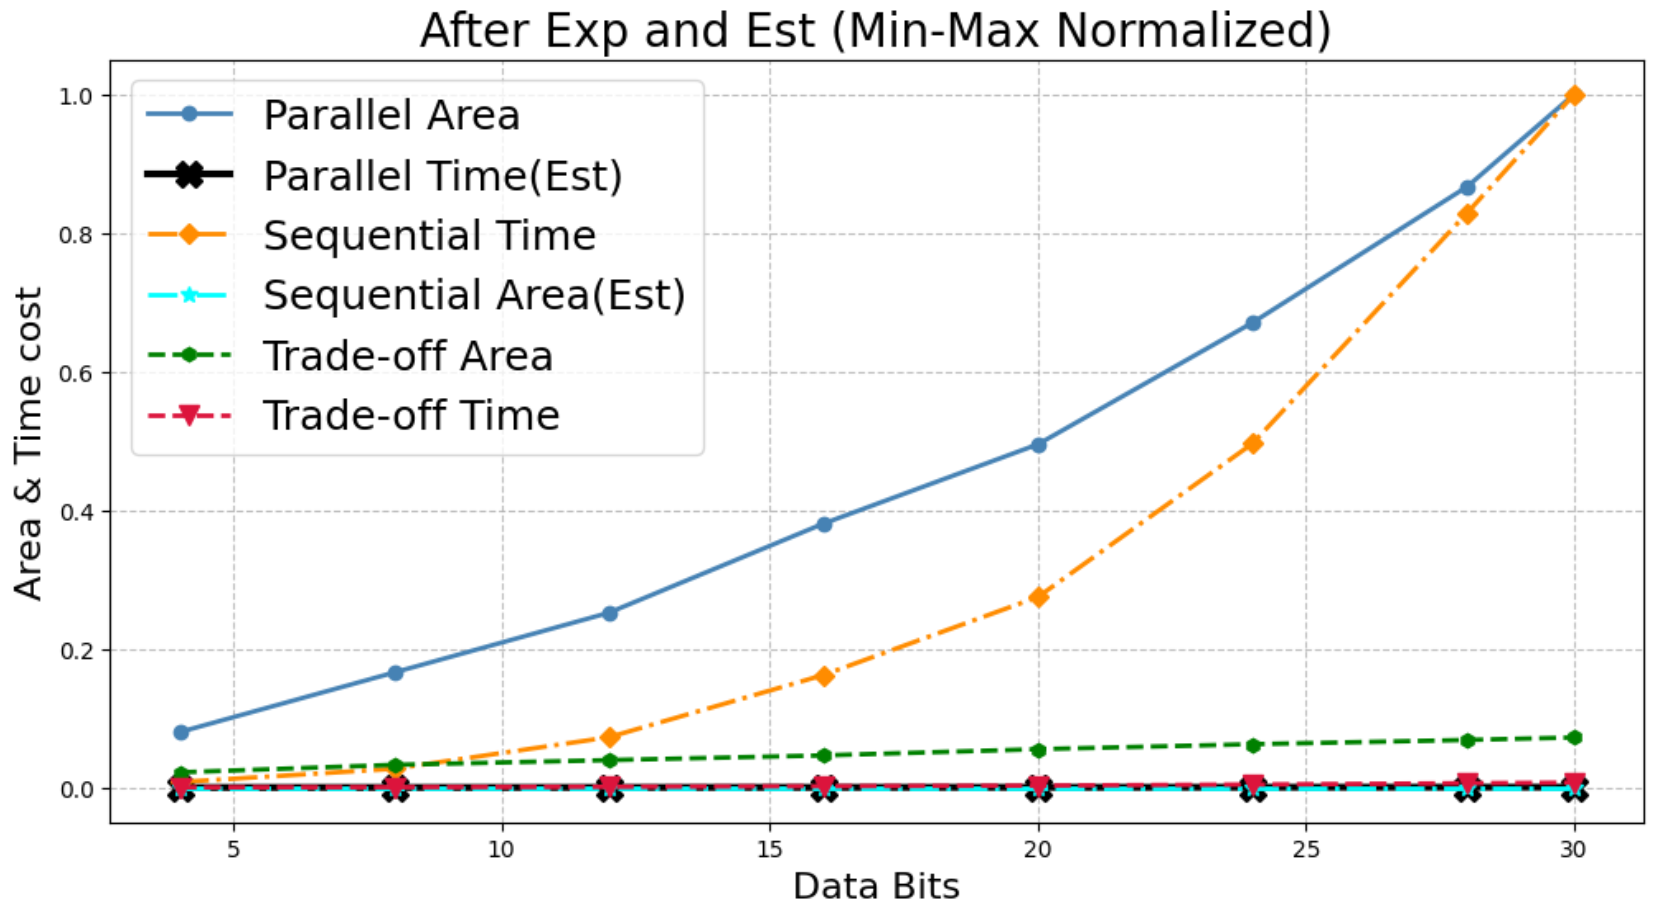 After Exp and Est (Min-Max Normalized)
Area & Time cost
1.0
0.8
0.6
0.4
0.2
0.0
Parallel Area
Parallel Time(Est)
Sequential Time
Sequential Area(Est)
Trade-off Area
Trade-off Time
5 10 15 20 25 30
Data Bits